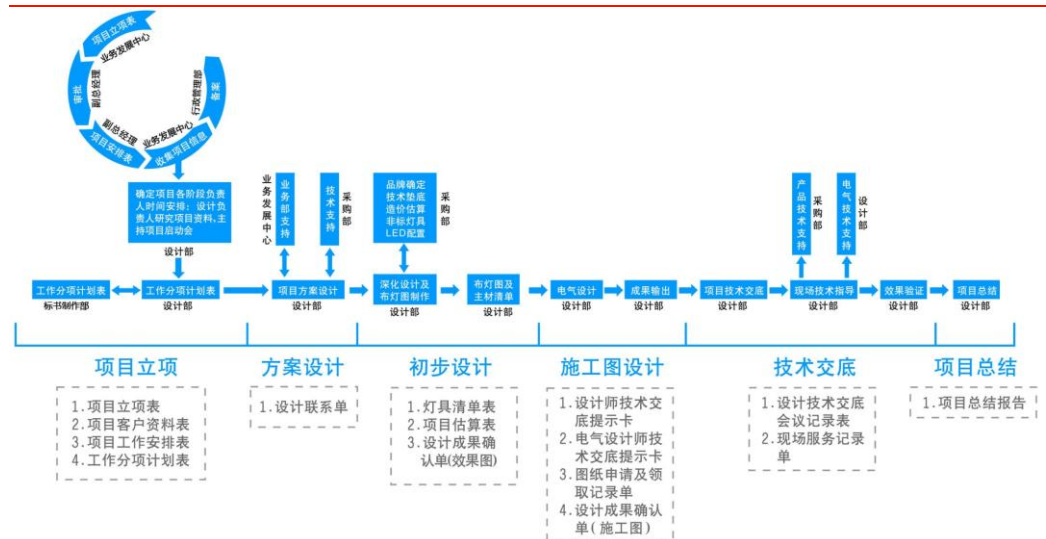 项目立项表
业务发展中心
审批
副总经理
副总经理
项目安排表
业务发展中心
收集项目信息
行政管理部
备案
确定项目各阶段负责
人时间安排；设计负
责人研究项目资料，主
持项目启动会
设计部
业务发展中心
业务部支持
技术支持
采购部
品牌确定
技术垫底
造价估算
非标灯具
LED配置
采购部
产品技术支持
采购部
电气技术支持
设计部
工作分项计划表
标书制作部
工作分项计划表
设计部
项目方案设计
设计部
深化设计及
布灯图制作
设计部
布灯图及
主材清单
设计部
电气设计
设计部
成果输出
设计部
项目技术交底
设计部
现场技术指导
设计部
效果验证
设计部
项目总结
设计部
项目立项
方案设计
初步设计
施工图设计
技术交底
项目总结
1.项目立项表
2.项目客户资料表
3.项目工作安排表
4.工作分项计划表
1.设计联系单
1.灯具清单表
2.项目估算表
3.设计成果确
认单(效果图)
1.设计师技术交
底提示卡
2.电气设计师技
术交底提示卡
3.图纸申请及领
取记录单
4.设计成果确认
单(施工图)
1.设计技术交底
会议记录表
2.现场服务记录
单
1.项目总结报告